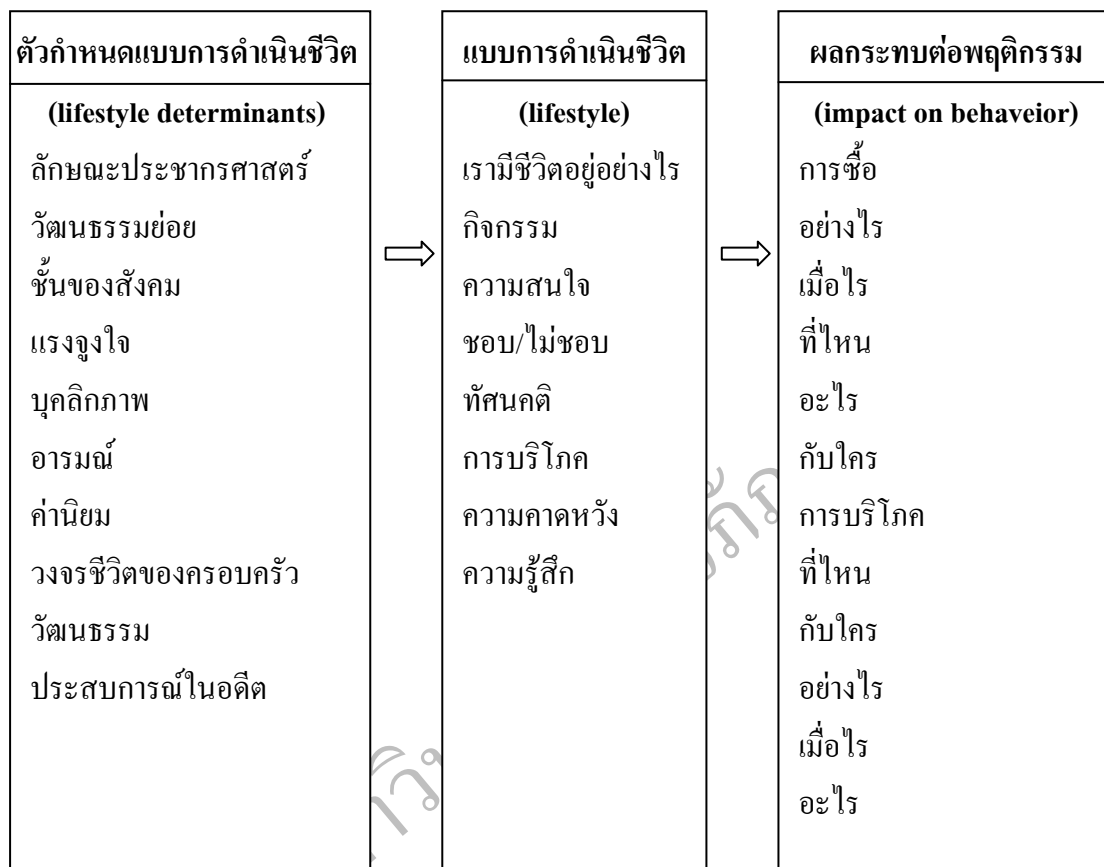 ตัวกำหนดแบบการดำเนินชีวิต
(lifestyle determinants)
ลักษณะประชากรศาสตร์
วัฒนธรรมย่อย
ชั้นของสังคม
แรงจูงใจ
บุคลิกภาพ
อารมณ์
ค่านิยม
วงจรชีวิตของครอบครัว
วัฒนธรรม
ประสบการณ์ในอดีต
แบบการดำเนินชีวิต
(lifestyle)
เรามีชีวิตอยู่อย่างไร
กิจกรรม
ความสนใจ
ชอบ/ไม่ชอบ
ทัศนคติ
การบริโภค
ความคาดหวัง
ความรู้สึก
ผลกระทบต่อพฤติกรรม
(impact on behaveior)
การซื้อ
อย่างไร
เมื่อไร
ที่ไหน
อะไร
กับใคร
การบริโภค
ที่ไหน
กับใคร
อย่างไร
เมื่อไร
อะไร